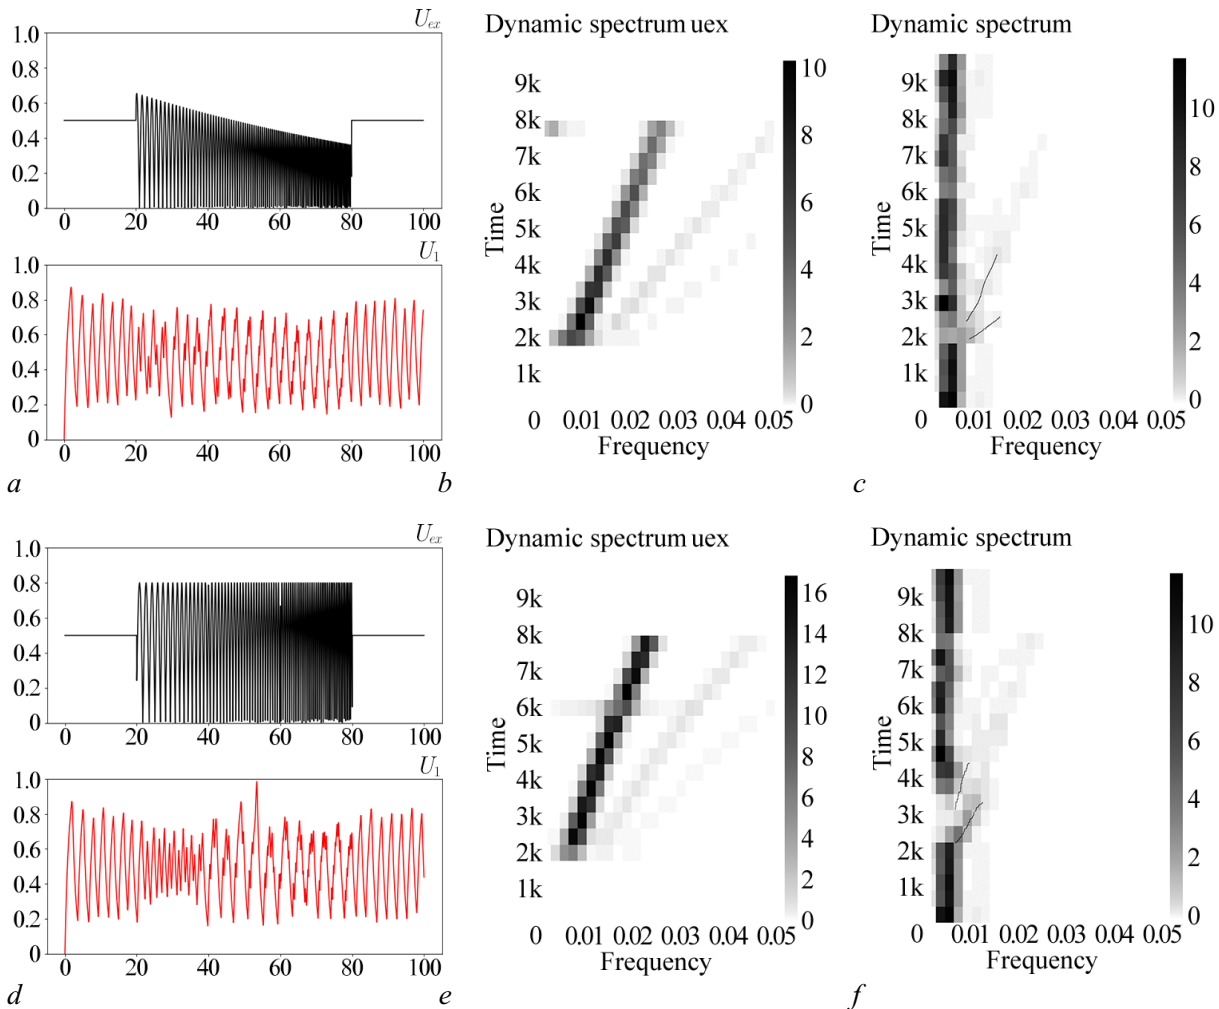 U_ex
1.0
0.8
0.6
0.4
0.2
0
0 20 40 60 80 100
U_1
1.0
0.8
0.6
0.4
0.2
0
0 20 40 60 80 100
a
Dynamic spectrum uex
9k
8k
7k
6k
5k
4k
3k
2k
1k
Time
0 0.01 0.02 0.03 0.04 0.05
Frequency
10
8
6
4
2
0
b
Dynamic spectrum
9k
8k
7k
6k
5k
4k
3k
2k
1k
Time
0 0.01 0.02 0.03 0.04 0.05
Frequency
10
8
6
4
2
0
c
U_ex
1.0
0.8
0.6
0.4
0.2
0
0 20 40 60 80 100
U_1
1.0
0.8
0.6
0.4
0.2
0
0 20 40 60 80 100
d
Dynamic spectrum uex
9k
8k
7k
6k
5k
4k
3k
2k
1k
Time
0 0.01 0.02 0.03 0.04 0.05
Frequency
16
14
12
10
8
6
4
2
0
e
Dynamic spectrum
9k
8k
7k
6k
5k
4k
3k
2k
1k
Time
0 0.01 0.02 0.03 0.04 0.05
Frequency
10
8
6
4
2
0
f